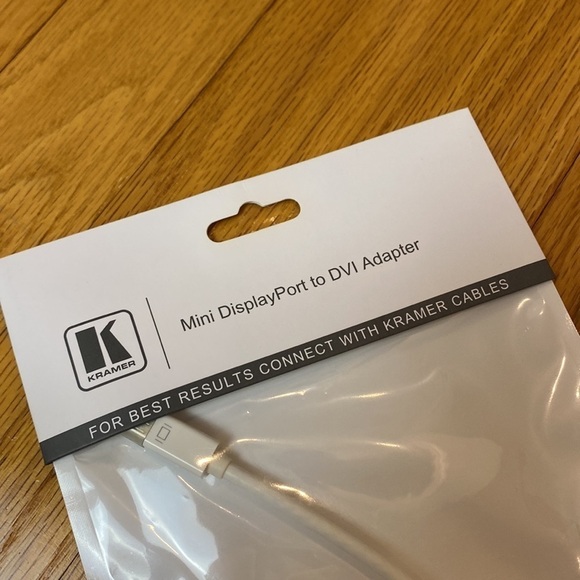 Mini DisplayPort to DVI Adapter
K
KRAMER
FOR BEST RESULTS CONNECT WITH KRAMER CABLES